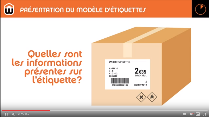 PRÉSENTATION DU MODÈLE D'ÉTIQUETTES
Quelles sont
les informations
présentes sur
l'étiquette?